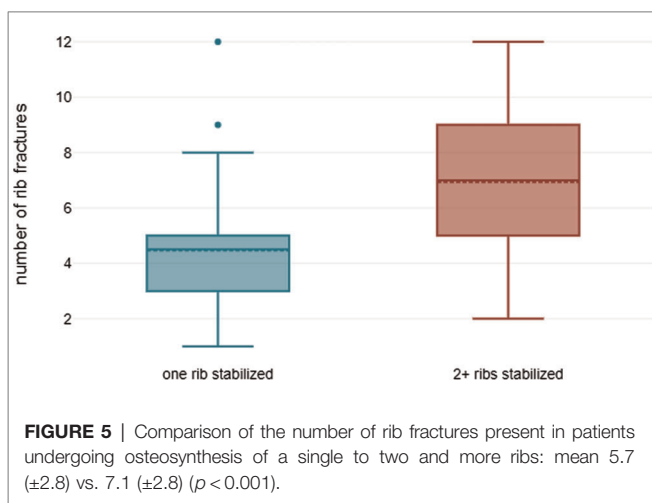 12
10
8
6
4
2
number of rib fractures
one rib stabilized 2+ ribs stabilized
FIGURE 5 | Comparison of the number of rib fractures present in patients
undergoing osteosynthesis of a single to two and more ribs: mean 5.7
(±2.8) vs. 7.1 (±2.8) (p < 0.001).